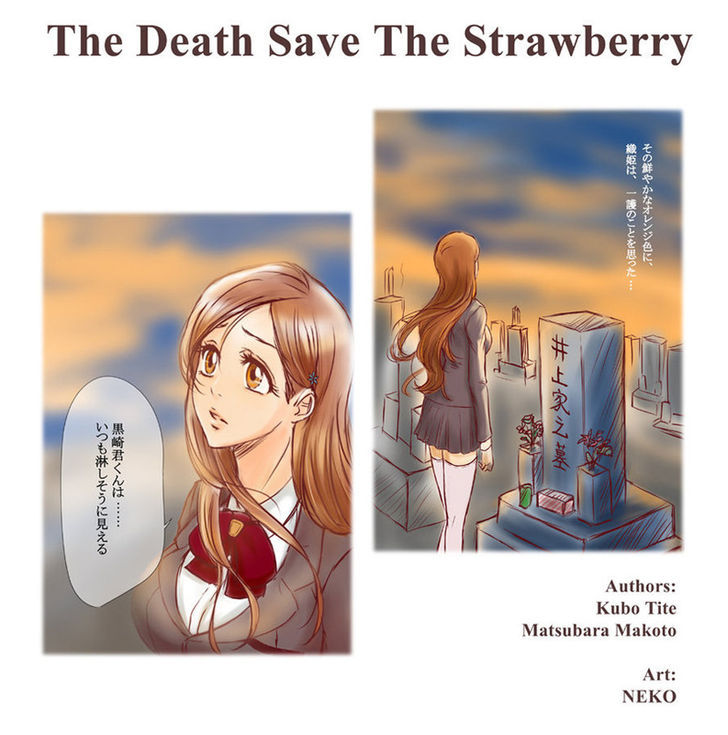 The Death Save The Strawberry
その鮮やかなオレンジ色に、
織姫は、一護のことを思った…
井上家之墓
黒崎君くんは……
いつも淋しそうに見える
Authors:
Kubo Tite
Matsubara Makoto
Art:
NEKO